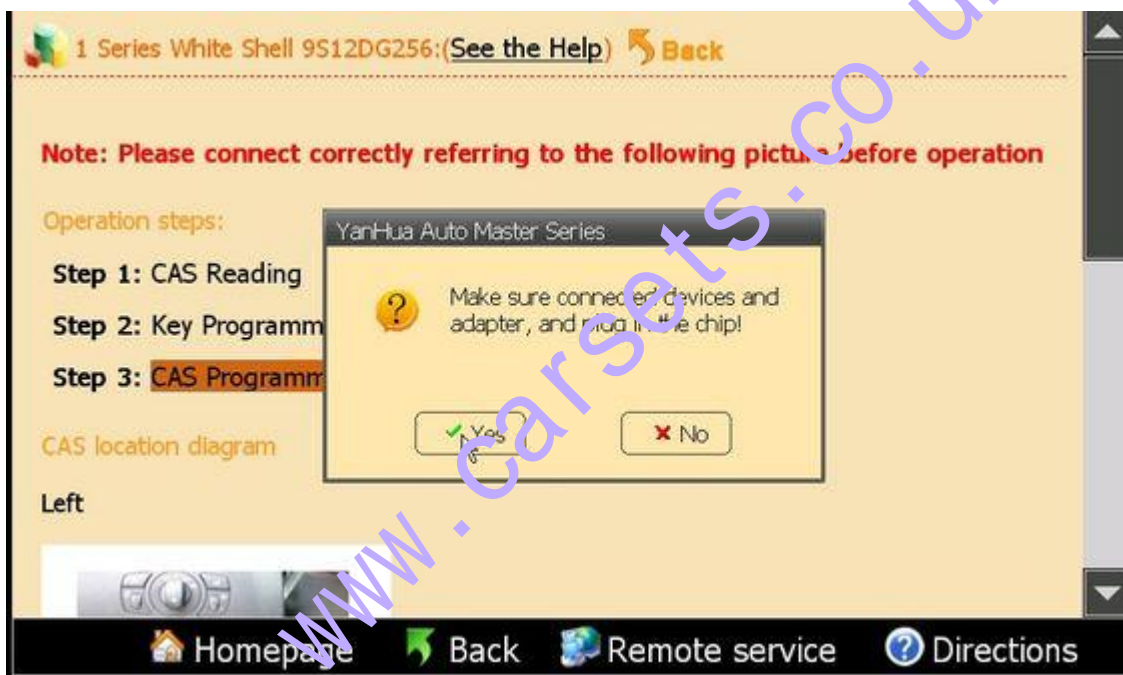 1 Series White Shell 9S12DG256:(See the Help) Back
Note: Please connect correctly referring to the following picture before operation
Operation steps:
Step 1: CAS Reading
Step 2: Key Programm
Step 3: CAS Programm
YanHua Auto Master Series
Make sure connected devices and
adapter, and plug in the chip!
Yes
No
CAS location diagram
Left
Homepage Back Remote service Directions
www.carsets.co.u